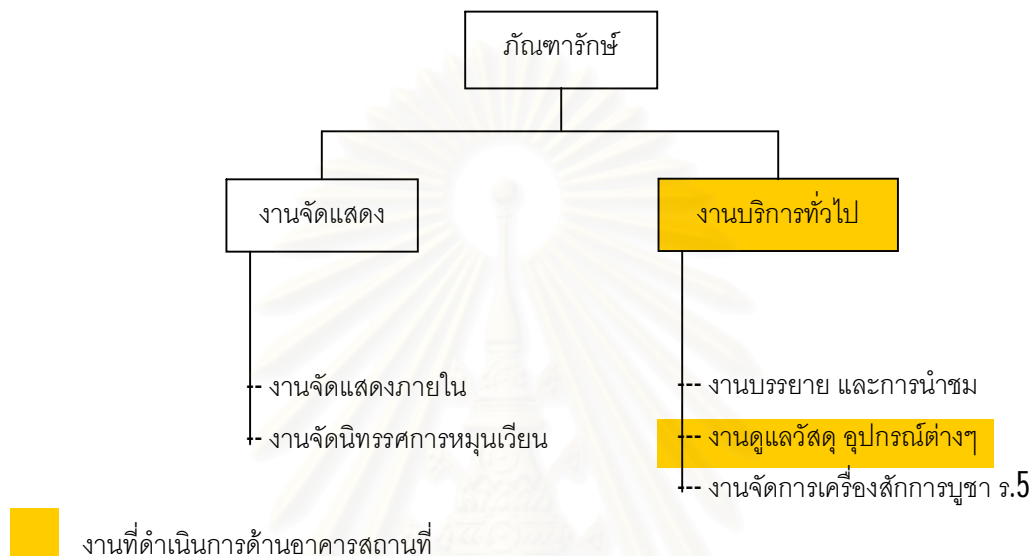 ภัณฑารักษ์
งานจัดแสดง
งานบริการทั่วไป
-- งานจัดแสดงภายใน
-- งานจัดนิทรรศการหมุนเวียน
--- งานบรรยาย และการนำชม
--- งานดูแลวัสดุ อุปกรณ์ต่างๆ
--- งานจัดการเครื่องสักการบูชา ร.5
งานที่ดำเนินการด้านอาคารสถานที่